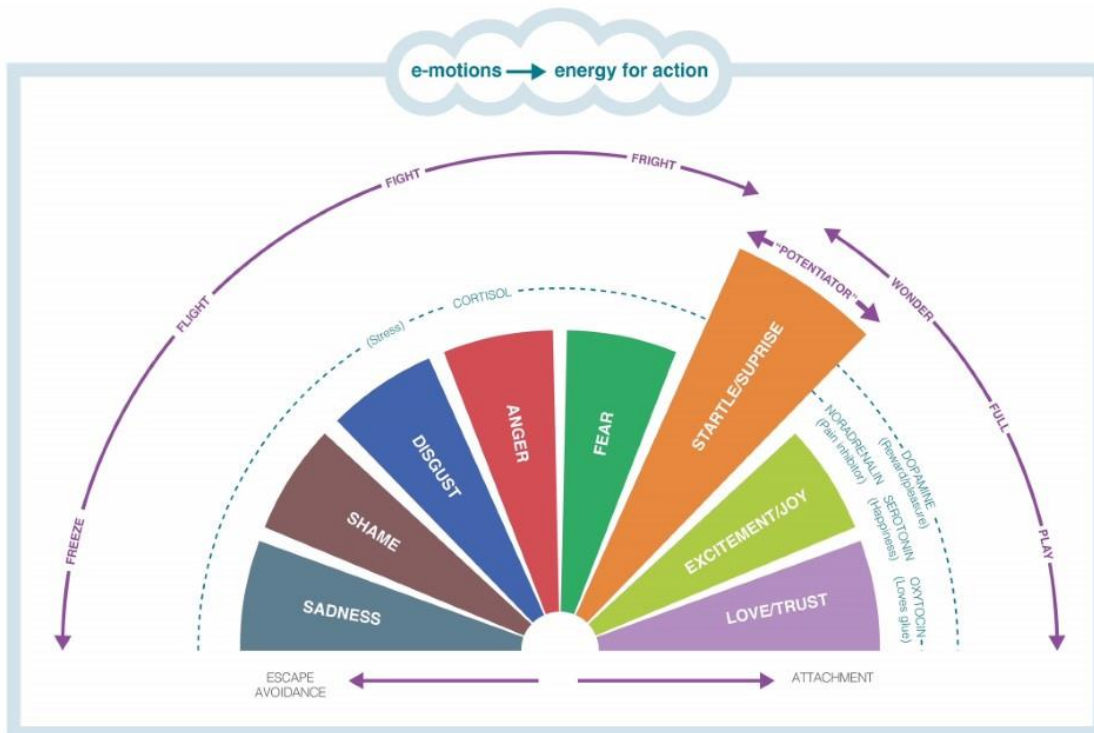 e-motions → energy for action
FREEZE
FLIGHT
FIGHT
FRIGHT
"POTENTIATOR"
WONDER
FULL
PLAY
(Stress)
CORTISOL
SADNESS
SHAME
DISGUST
ANGER
FEAR
STARTLE/SUPRISE
EXCITEMENT/JOY
LOVE/TRUST
NORADRENALIN
(Pain inhibitor)
DOPAMINE
(Reward/pleasure)
SEROTONIN
(Happiness)
OXYTOCIN
(Loves glue)
ESCAPE
AVOIDANCE
ATTACHMENT